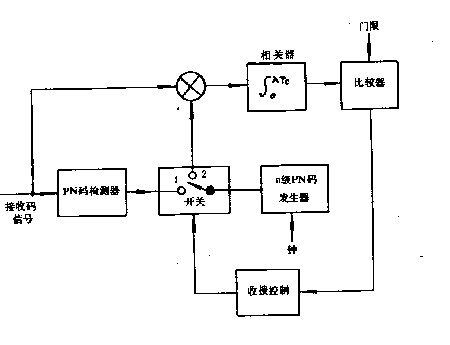 门限
相关器
∫₀^λTc
比较器
PN码检测器
1
2
开关
n级PN码
发生器
接收码
信号
钟
收搜控制